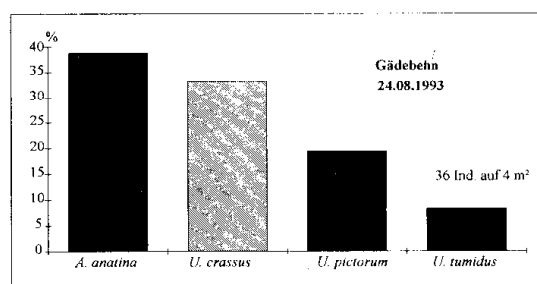 %
40
35
30
25
20
15
10
5
0
Gädebehn
24.08.1993
36 Ind. auf 4 m²
A. anatina
U. crassus
U. pictorum
U. tumidus